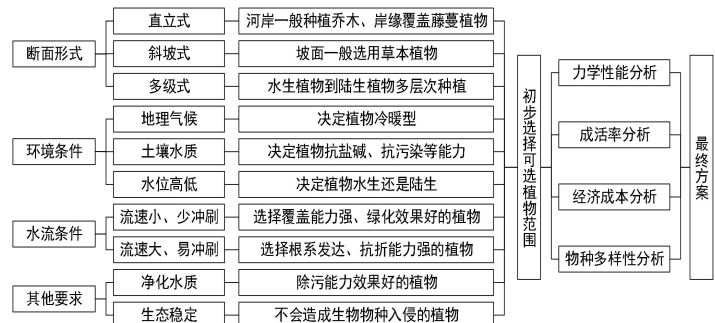 断面形式
直立式
河岸一般种植乔木、岸缘覆盖藤蔓植物
斜坡式
坡面一般选用草本植物
多级式
水生植物到陆生植物多层次种植
环境条件
地理气候
决定植物冷暖型
土壤水质
决定植物抗盐碱、抗污染等能力
水位高低
决定植物水生还是陆生
水流条件
流速小、少冲刷
选择覆盖能力强、绿化效果好的植物
流速大、易冲刷
选择根系发达、抗折能力强的植物
其他要求
净化水质
除污能力效果好的植物
生态稳定
不会造成生物物种入侵的植物
初步选择可选植物范围
力学性能分析
成活率分析
经济成本分析
物种多样性分析
最终方案